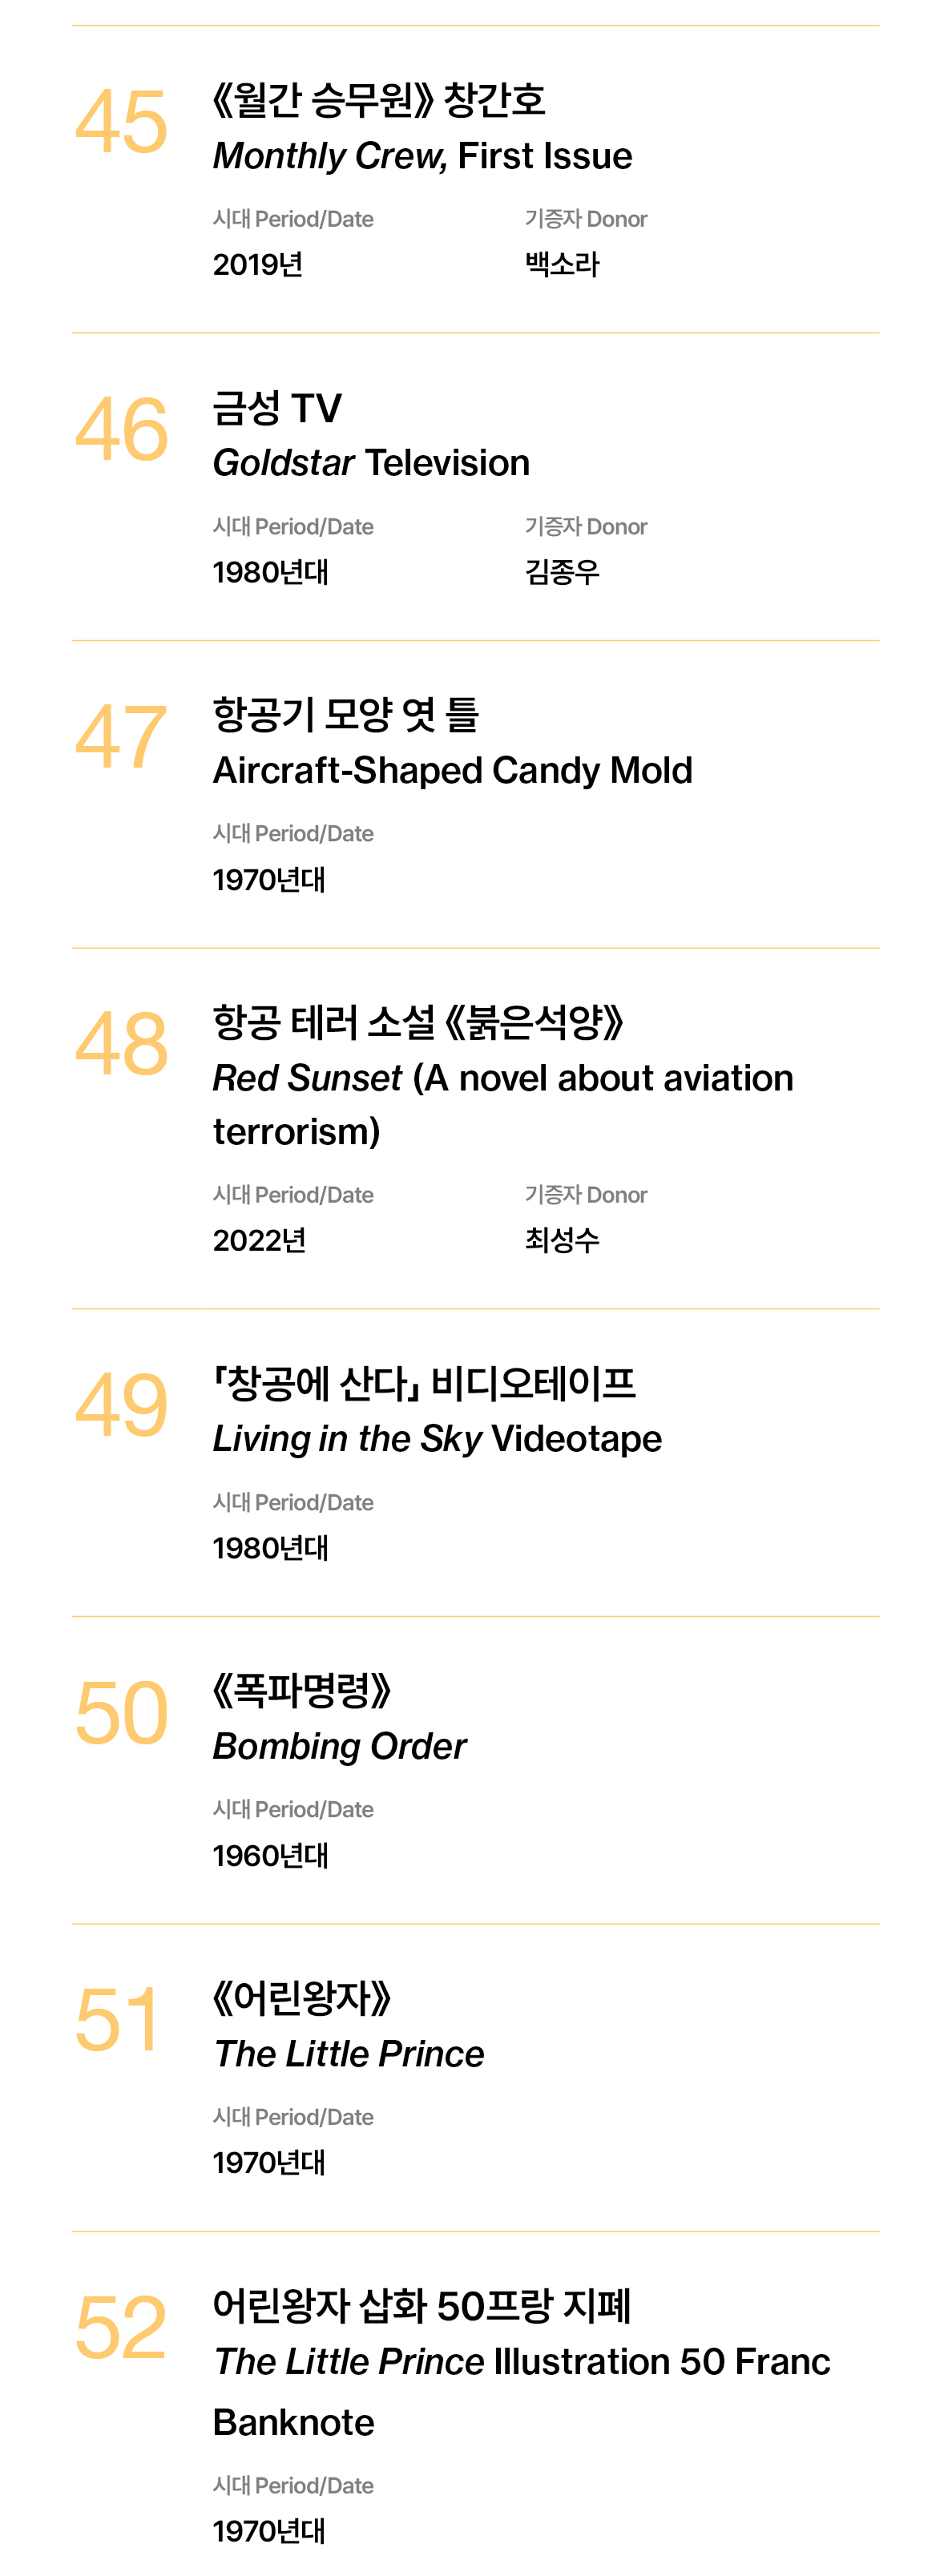 45
《월간 승무원》 창간호
Monthly Crew, First Issue
시대 Period/Date
기증자 Donor
2019년
백소라
46
금성 TV
Goldstar Television
시대 Period/Date
기증자 Donor
1980년대
김종우
47
항공기 모양 엿 틀
Aircraft-Shaped Candy Mold
시대 Period/Date
1970년대
48
항공 테러 소설 《붉은석양》
Red Sunset (A novel about aviation
terrorism)
시대 Period/Date
기증자 Donor
2022년
최성수
49
「창공에 산다」 비디오테이프
Living in the Sky Videotape
시대 Period/Date
1980년대
50
《폭파명령》
Bombing Order
시대 Period/Date
1960년대
51
《어린왕자》
The Little Prince
시대 Period/Date
1970년대
52
어린왕자 삽화 50프랑 지폐
The Little Prince Illustration 50 Franc
Banknote
시대 Period/Date
1970년대